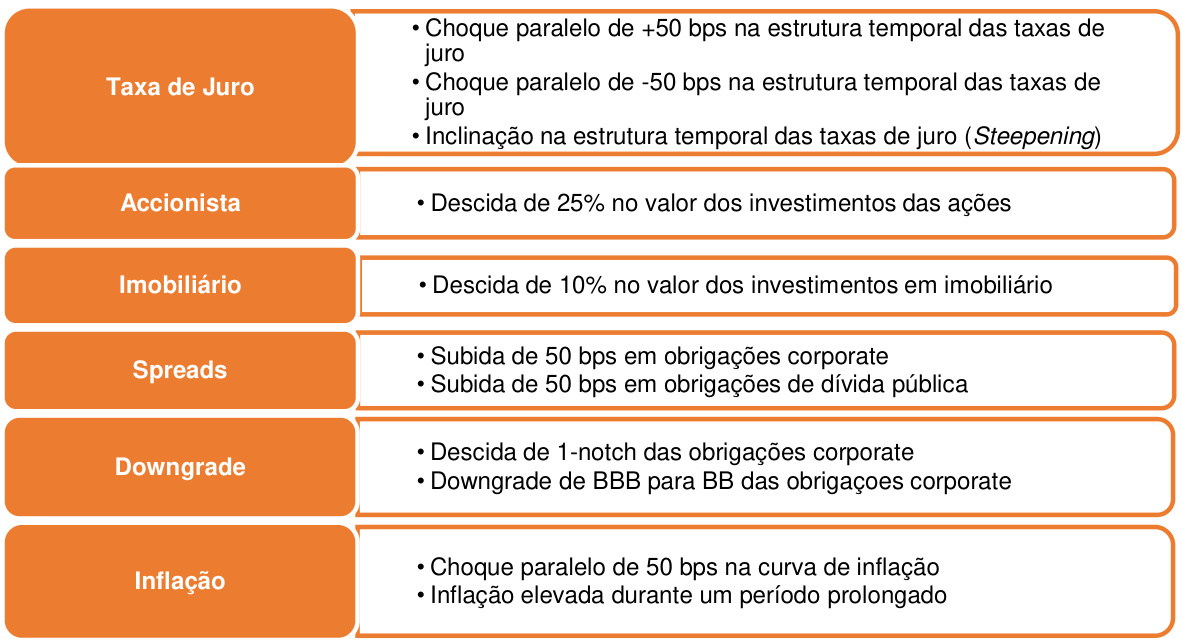 Taxa de Juro
• Choque paralelo de +50 bps na estrutura temporal das taxas de
juro
• Choque paralelo de -50 bps na estrutura temporal das taxas de
juro
• Inclinação na estrutura temporal das taxas de juro (Steepening)
Accionista
• Descida de 25% no valor dos investimentos das ações
Imobiliário
• Descida de 10% no valor dos investimentos em imobiliário
Spreads
• Subida de 50 bps em obrigações corporate
• Subida de 50 bps em obrigações de dívida pública
Downgrade
• Descida de 1-notch das obrigações corporate
• Downgrade de BBB para BB das obrigaçoes corporate
Inflação
• Choque paralelo de 50 bps na curva de inflação
• Inflação elevada durante um período prolongado